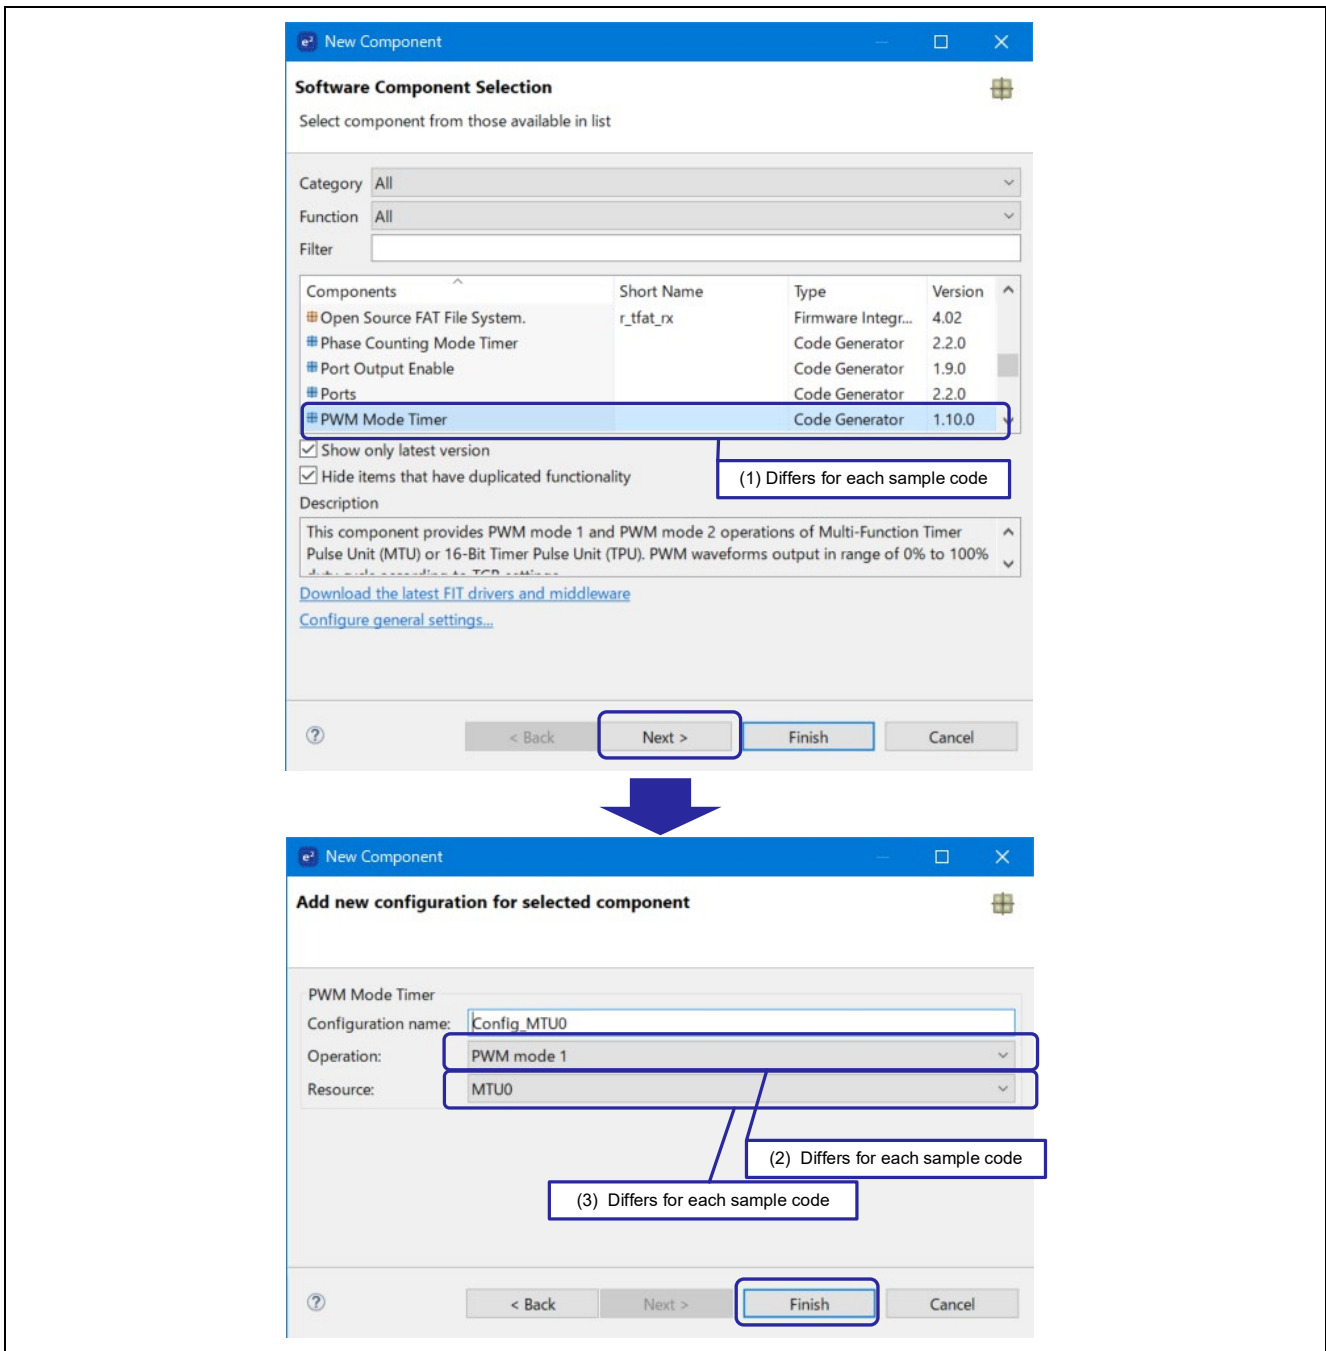 e² New Component
Software Component Selection
Select component from those available in list
Category All
Function All
Filter
Components Short Name Type Version
Open Source FAT File System. r_tfat_rx Firmware Integr... 4.02
Phase Counting Mode Timer Code Generator 2.2.0
Port Output Enable Code Generator 1.9.0
Ports Code Generator 2.2.0
PWM Mode Timer Code Generator 1.10.0
Show only latest version
Hide items that have duplicated functionality
(1) Differs for each sample code
Description
This component provides PWM mode 1 and PWM mode 2 operations of Multi-Function Timer
Pulse Unit (MTU) or 16-Bit Timer Pulse Unit (TPU). PWM waveforms output in range of 0% to 100%
duty cycle according to TGR settings
Download the latest FIT drivers and middleware
Configure general settings...
? < Back Next > Finish Cancel
e² New Component
Add new configuration for selected component
PWM Mode Timer
Configuration name: Config_MTU0
Operation: PWM mode 1
Resource: MTU0
(2) Differs for each sample code
(3) Differs for each sample code
? < Back Next > Finish Cancel